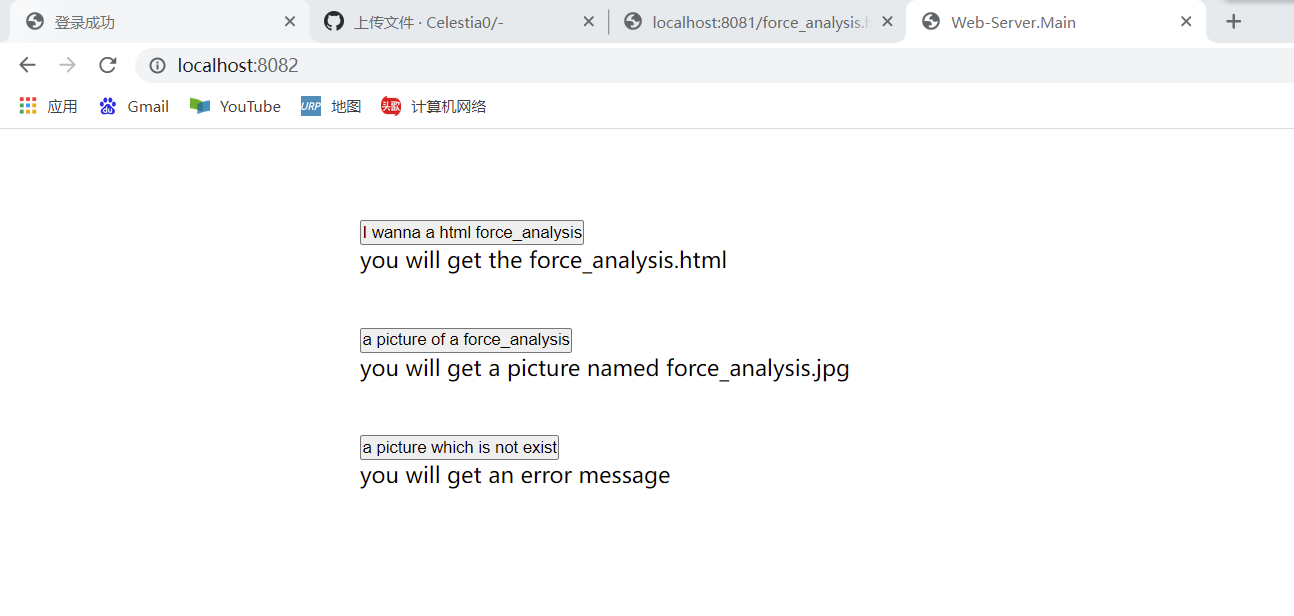 登录成功
上传文件 · Celestia0/-
localhost:8081/force_analysis.h
Web-Server.Main
localhost:8082
应用
du
Gmail
YouTube
URP
地图
头歌
计算机网络
I wanna a html force_analysis
you will get the force_analysis.html
a picture of a force_analysis
you will get a picture named force_analysis.jpg
a picture which is not exist
you will get an error message